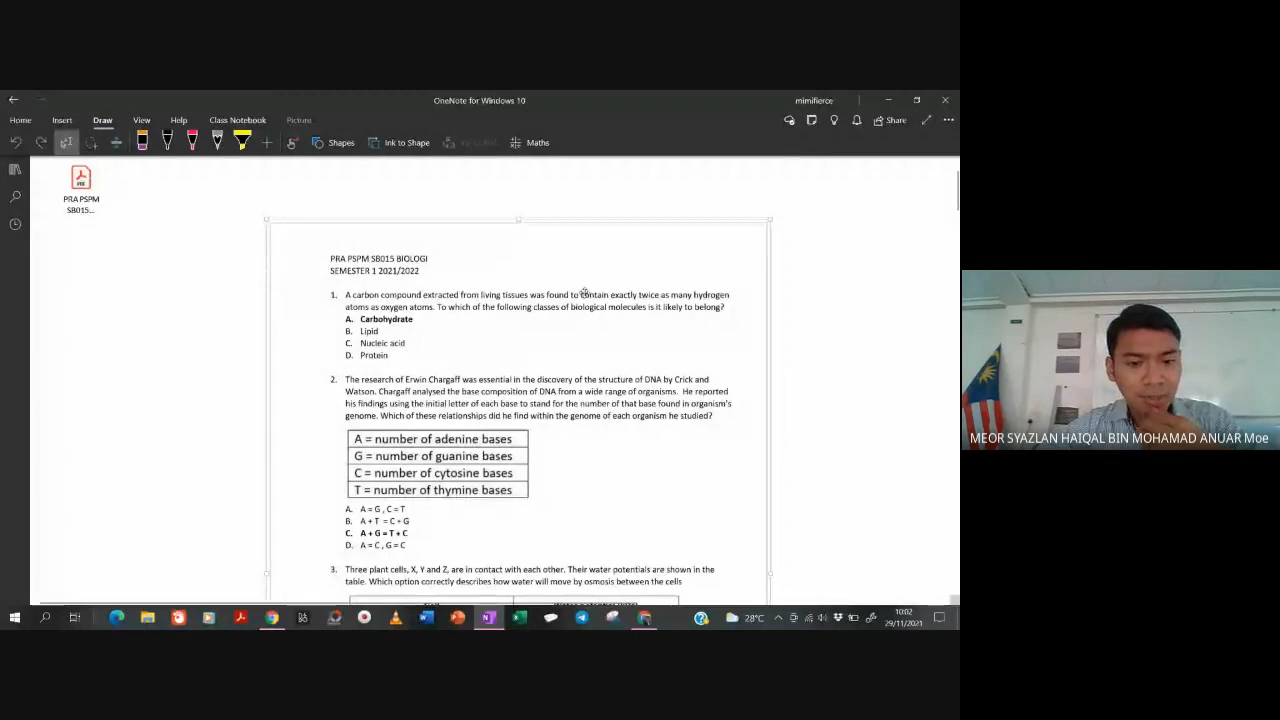 OneNote for Windows 10
mimifierce
Home Insert Draw View Help Class Notebook Picture
Share
Shapes Ink to Shape Maths
PRA PSPM
SB015...
PRA PSPM SB015 BIOLOGI
SEMESTER 1 2021/2022
1. A carbon compound extracted from living tissues was found to contain exactly twice as many hydrogen
atoms as oxygen atoms. To which of the following classes of biological molecules is it likely to belong?
A. Carbohydrate
B. Lipid
C. Nucleic acid
D. Protein
2. The research of Erwin Chargaff was essential in the discovery of the structure of DNA by Crick and
Watson. Chargaff analysed the base composition of DNA from a wide range of organisms. He reported
his findings using the initial letter of each base to stand for the number of that base found in organism's
genome. Which of these relationships did he find within the genome of each organism he studied?
A = number of adenine bases
G = number of guanine bases
C = number of cytosine bases
T = number of thymine bases
A. A = G , C = T
B. A + T = C + G
C. A + G = T + C
D. A = C , G = C
3. Three plant cells, X, Y and Z, are in contact with each other. Their water potentials are shown in the
table. Which option correctly describes how water will move by osmosis between the cells
28°C
10:02
29/11/2021
MEOR SYAZLAN HAIQAL BIN MOHAMAD ANUAR Moe